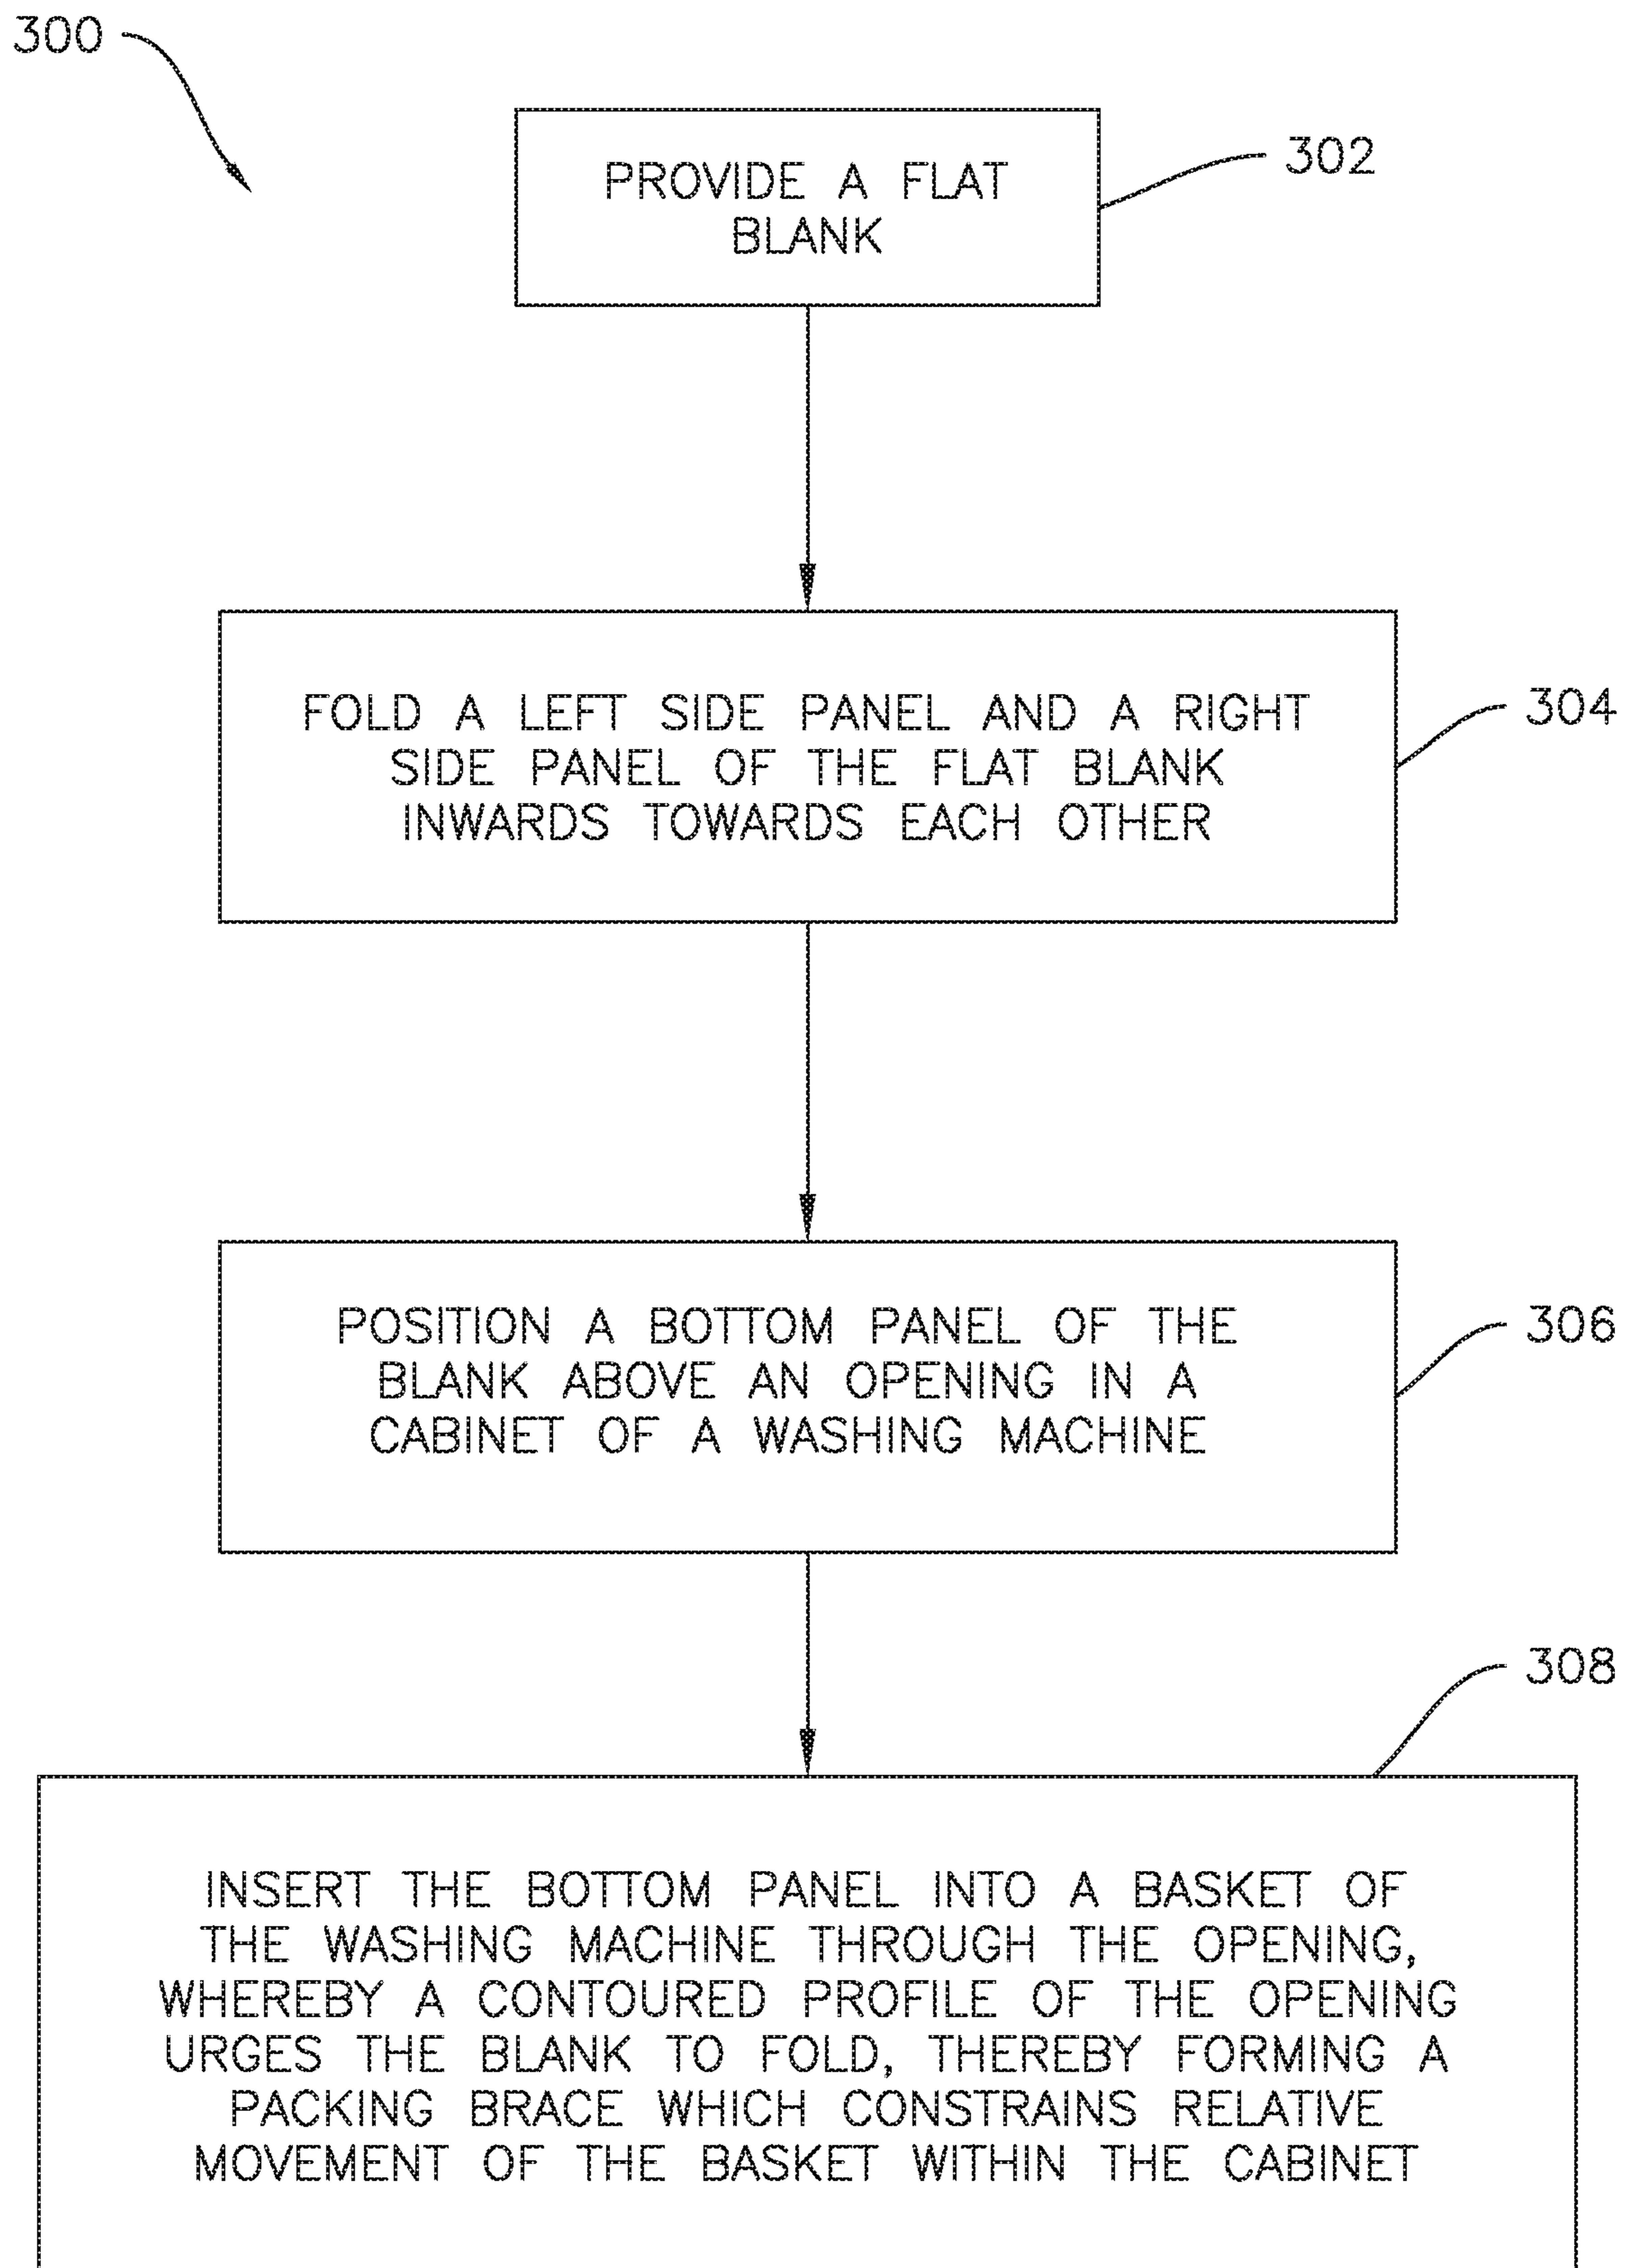 300
302
PROVIDE A FLAT
BLANK
304
FOLD A LEFT SIDE PANEL AND A RIGHT
SIDE PANEL OF THE FLAT BLANK
INWARDS TOWARDS EACH OTHER
306
POSITION A BOTTOM PANEL OF THE
BLANK ABOVE AN OPENING IN A
CABINET OF A WASHING MACHINE
308
INSERT THE BOTTOM PANEL INTO A BASKET OF
THE WASHING MACHINE THROUGH THE OPENING,
WHEREBY A CONTOURED PROFILE OF THE OPENING
URGES THE BLANK TO FOLD, THEREBY FORMING A
PACKING BRACE WHICH CONSTRAINS RELATIVE
MOVEMENT OF THE BASKET WITHIN THE CABINET